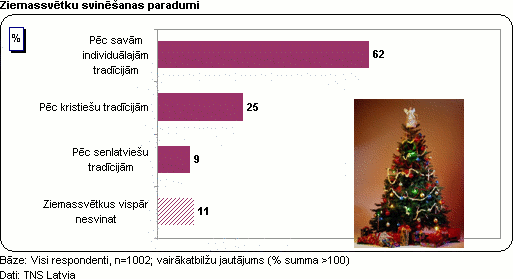 Ziemassvētku svinēšanas paradumi
%
Pēc savām
individuālajām
tradīcijām
62
Pēc kristiešu tradīcijām
25
Pēc senlatviešu
tradīcijām
9
Ziemassvētkus vispār
nesvinat
11
Bāze: Visi respondenti, n=1002; vairākatbilžu jautājums (% summa >100)
Dati: TNS Latvia